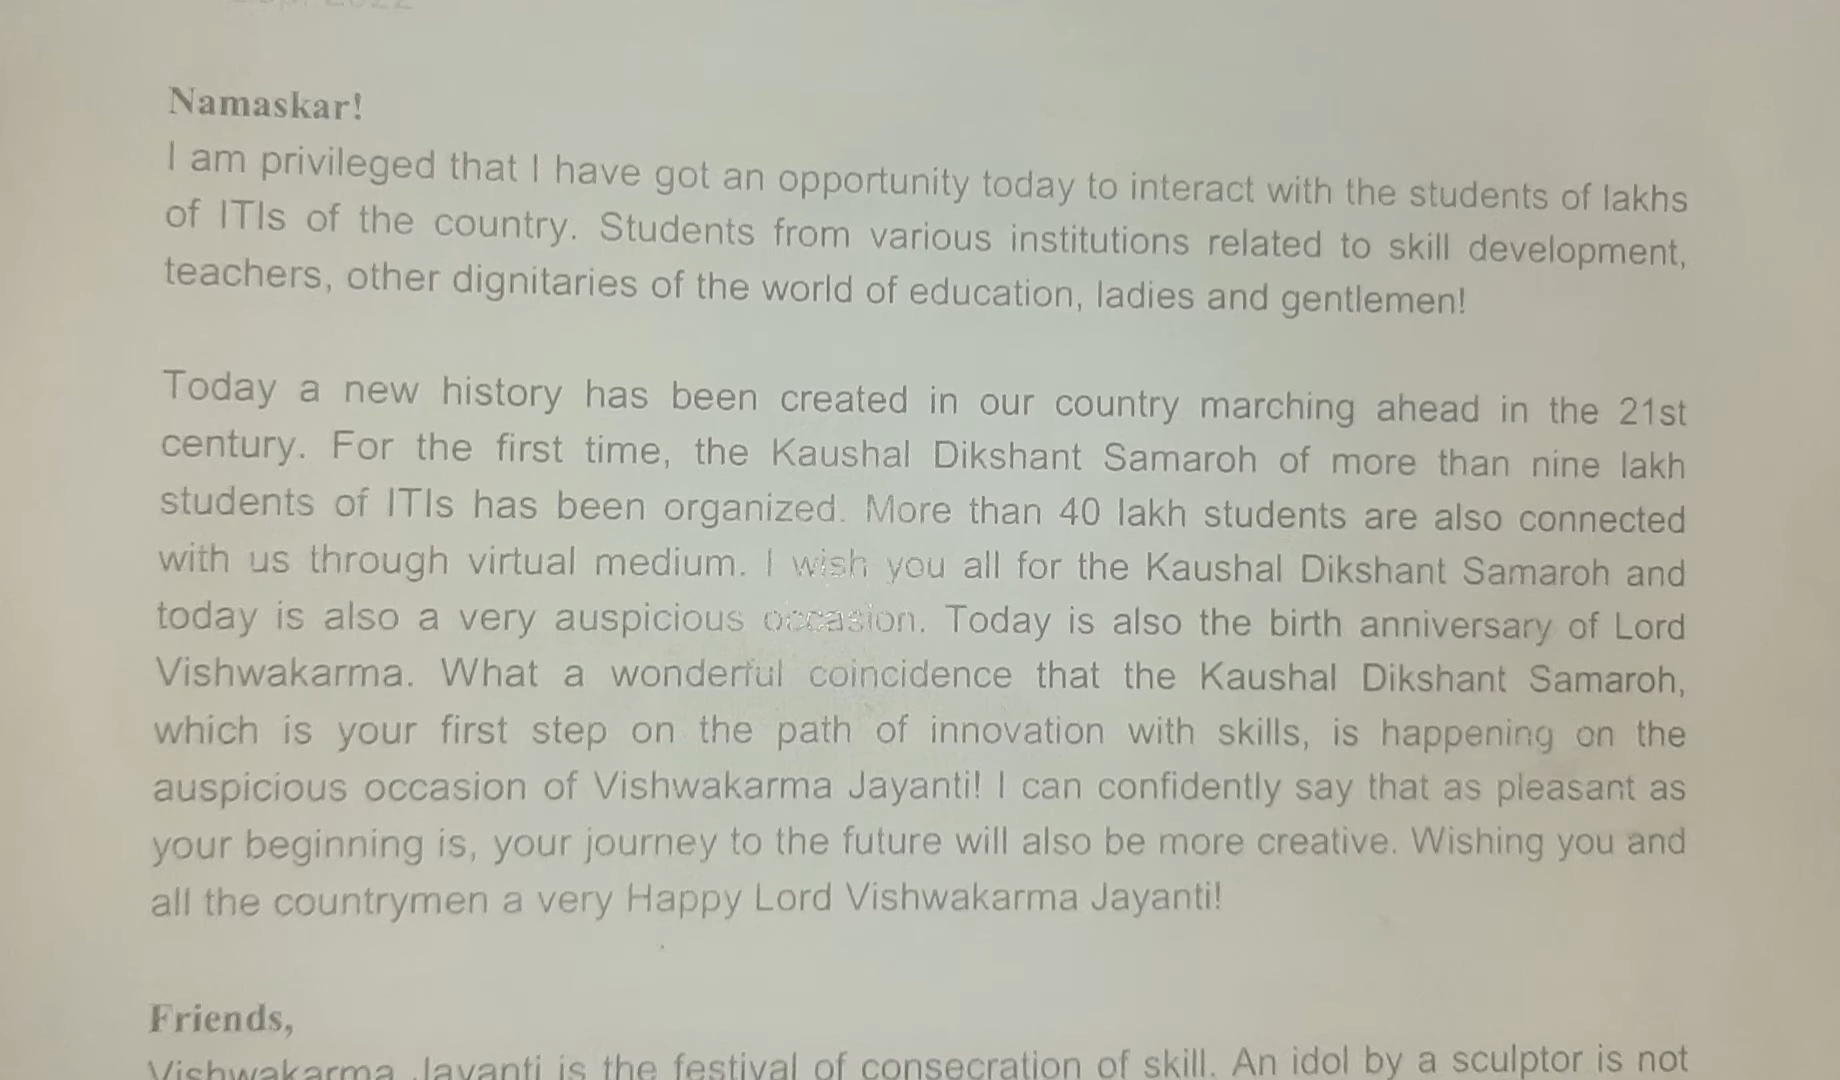 2022
Namaskar!
I am privileged that I have got an opportunity today to interact with the students of lakhs
of ITIs of the country. Students from various institutions related to skill development,
teachers, other dignitaries of the world of education, ladies and gentlemen!
Today a new history has been created in our country marching ahead in the 21st
century. For the first time, the Kaushal Dikshant Samaroh of more than nine lakh
students of ITIs has been organized. More than 40 lakh students are also connected
with us through virtual medium. I wish you all for the Kaushal Dikshant Samaroh and
today is also a very auspicious occasion. Today is also the birth anniversary of Lord
Vishwakarma. What a wonderful coincidence that the Kaushal Dikshant Samaroh,
which is your first step on the path of innovation with skills, is happening on the
auspicious occasion of Vishwakarma Jayanti! I can confidently say that as pleasant as
your beginning is, your journey to the future will also be more creative. Wishing you and
all the countrymen a very Happy Lord Vishwakarma Jayanti!
Friends,
Vishwakarma Jayanti is the festival of consecration of skill. An idol by a sculptor is not